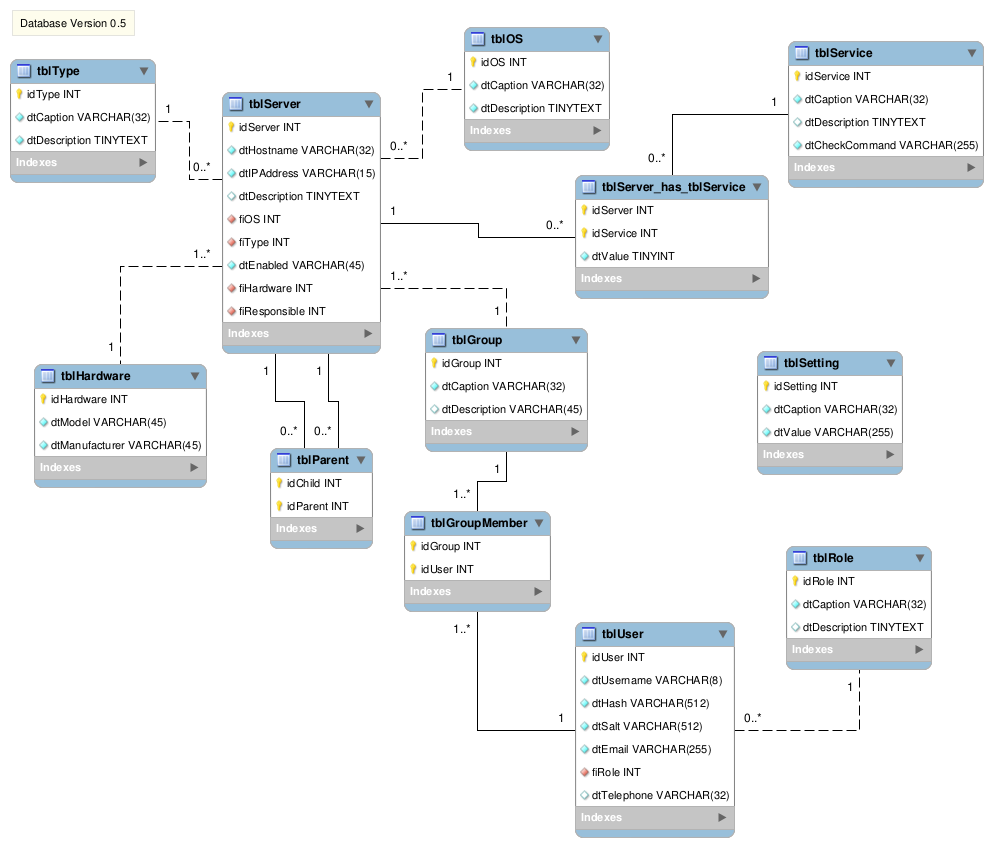 Database Version 0.5
tblType
idType INT
dtCaption VARCHAR(32)
dtDescription TINYTEXT
Indexes
1
0..*
tblServer
idServer INT
dtHostname VARCHAR(32)
dtIPAddress VARCHAR(15)
dtDescription TINYTEXT
fiOS INT
fiType INT
dtEnabled VARCHAR(45)
fiHardware INT
fiResponsible INT
Indexes
tblOS
idOS INT
dtCaption VARCHAR(32)
dtDescription TINYTEXT
Indexes
1
0..*
tblService
idService INT
dtCaption VARCHAR(32)
dtDescription TINYTEXT
dtCheckCommand VARCHAR(255)
Indexes
1
0..*
tblServer_has_tblService
idServer INT
idService INT
dtValue TINYINT
Indexes
1
0..*
1..*
1
tblHardware
idHardware INT
dtModel VARCHAR(45)
dtManufacturer VARCHAR(45)
Indexes
1..*
1
tblGroup
idGroup INT
dtCaption VARCHAR(32)
dtDescription VARCHAR(45)
Indexes
tblSetting
idSetting INT
dtCaption VARCHAR(32)
dtValue VARCHAR(255)
Indexes
1
1
0..*
0..*
tblParent
idChild INT
idParent INT
Indexes
1
1..*
tblGroupMember
idGroup INT
idUser INT
Indexes
1..*
1
tblUser
idUser INT
dtUsername VARCHAR(8)
dtHash VARCHAR(512)
dtSalt VARCHAR(512)
dtEmail VARCHAR(255)
fiRole INT
dtTelephone VARCHAR(32)
Indexes
tblRole
idRole INT
dtCaption VARCHAR(32)
dtDescription TINYTEXT
Indexes
1
0..*